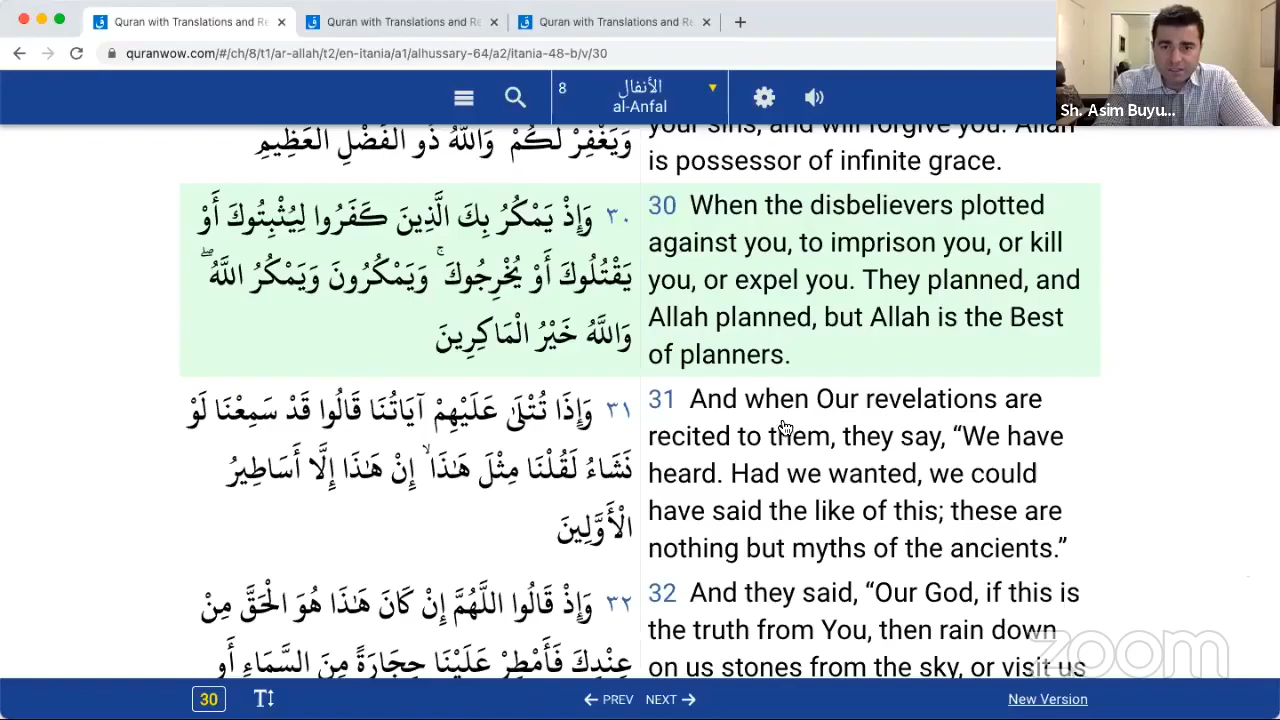 Quran with Translations and Re
Quran with Translations and Re
Quran with Translations and Re
quranwow.com/#/ch/8/t1/ar-allah/t2/en-itania/a1/alhussary-64/a2/itania-48-b/v/30
8
الأنفال
al-Anfal
Sh. Asim Buyu...
وَيَغْفِرْ لَكُمْ وَاللَّهُ ذُو الْفَضْلِ الْعَظِيمِ
your sins, and will forgive you. Allah
is possessor of infinite grace.
٣٠ وَإِذْ يَمْكُرُ بِكَ الَّذِينَ كَفَرُوا لِيُثْبِتُوكَ أَوْ
يَقْتُلُوكَ أَوْ يُخْرِجُوكَ ۚ وَيَمْكُرُونَ وَيَمْكُرُ اللَّهُ ۖ
وَاللَّهُ خَيْرُ الْمَاكِرِينَ
30 When the disbelievers plotted
against you, to imprison you, or kill
you, or expel you. They planned, and
Allah planned, but Allah is the Best
of planners.
٣١ وَإِذَا تُتْلَىٰ عَلَيْهِمْ آيَاتُنَا قَالُوا قَدْ سَمِعْنَا لَوْ
نَشَاءُ لَقُلْنَا مِثْلَ هَٰذَا ۙ إِنْ هَٰذَا إِلَّا أَسَاطِيرُ
الْأَوَّلِينَ
31 And when Our revelations are
recited to them, they say, “We have
heard. Had we wanted, we could
have said the like of this; these are
nothing but myths of the ancients.”
٣٢ وَإِذْ قَالُوا اللَّهُمَّ إِنْ كَانَ هَٰذَا هُوَ الْحَقَّ مِنْ
عِنْدِكَ فَأَمْطِرْ عَلَيْنَا حِجَارَةً مِنَ السَّمَاءِ أَوِ
32 And they said, “Our God, if this is
the truth from You, then rain down
on us stones from the sky, or visit us
zoom
30
PREV NEXT
New Version